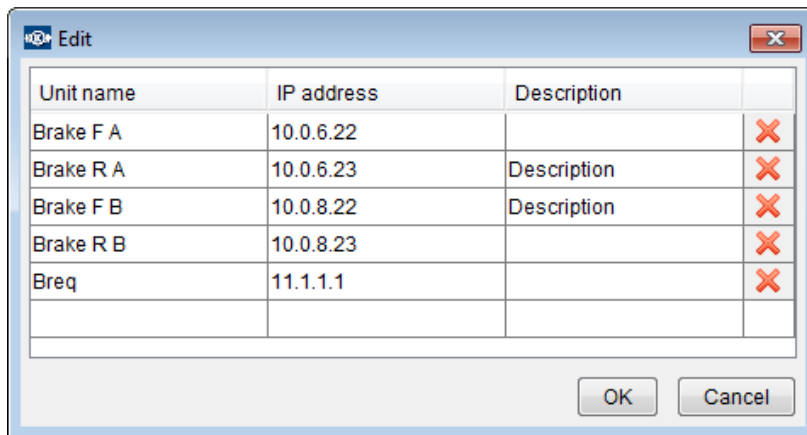 Edit
Unit name IP address Description
Brake F A 10.0.6.22
Brake R A 10.0.6.23 Description
Brake F B 10.0.8.22 Description
Brake R B 10.0.8.23
Breq 11.1.1.1
OK Cancel